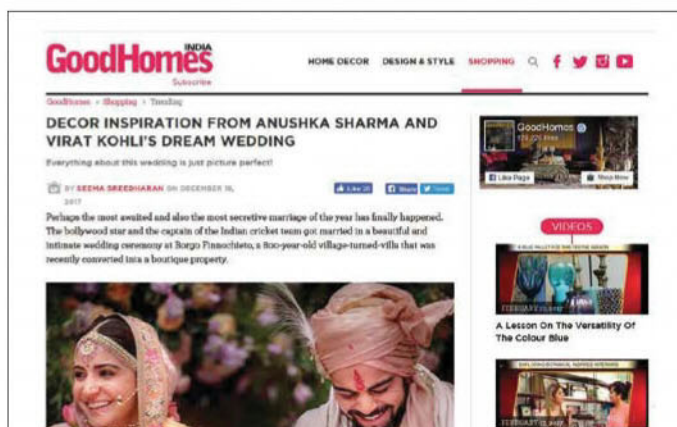 GoodHomes
INDIA
Subscribe
HOME DECOR DESIGN & STYLE SHOPPING
GoodHomes > Shopping > Trending
DECOR INSPIRATION FROM ANUSHKA SHARMA AND
VIRAT KOHLI'S DREAM WEDDING
Everything about this wedding is just picture perfect!
BY SEEMA SREEDHARAN ON DECEMBER
2017
Like Share Tweet
Perhaps the most awaited and also the most secretive marriage of the year has finally happened.
The bollywood star and the captain of the Indian cricket team got married in a beautiful and
intimate wedding ceremony at Borgo Finnochieto, a 800-year-old village-turned-villa that was
recently converted into a boutique property.
GoodHomes
likes
Like Page Shop Now
VIDEOS
FEBRUARY
A Lesson On The Versatility Of
The Colour Blue
FEBRUARY